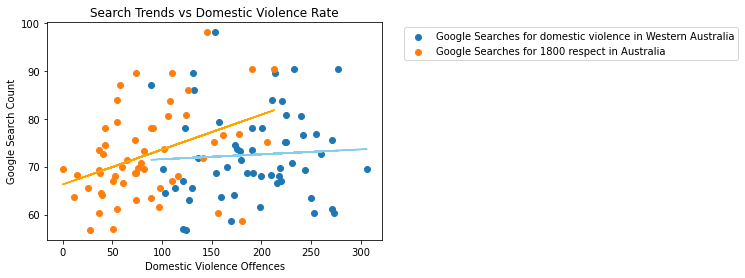 Search Trends vs Domestic Violence Rate
100
90
80
70
60
Google Search Count
0
50
100
150
200
250
300
Domestic Violence Offences
Google Searches for domestic violence in Western Australia
Google Searches for 1800 respect in Australia